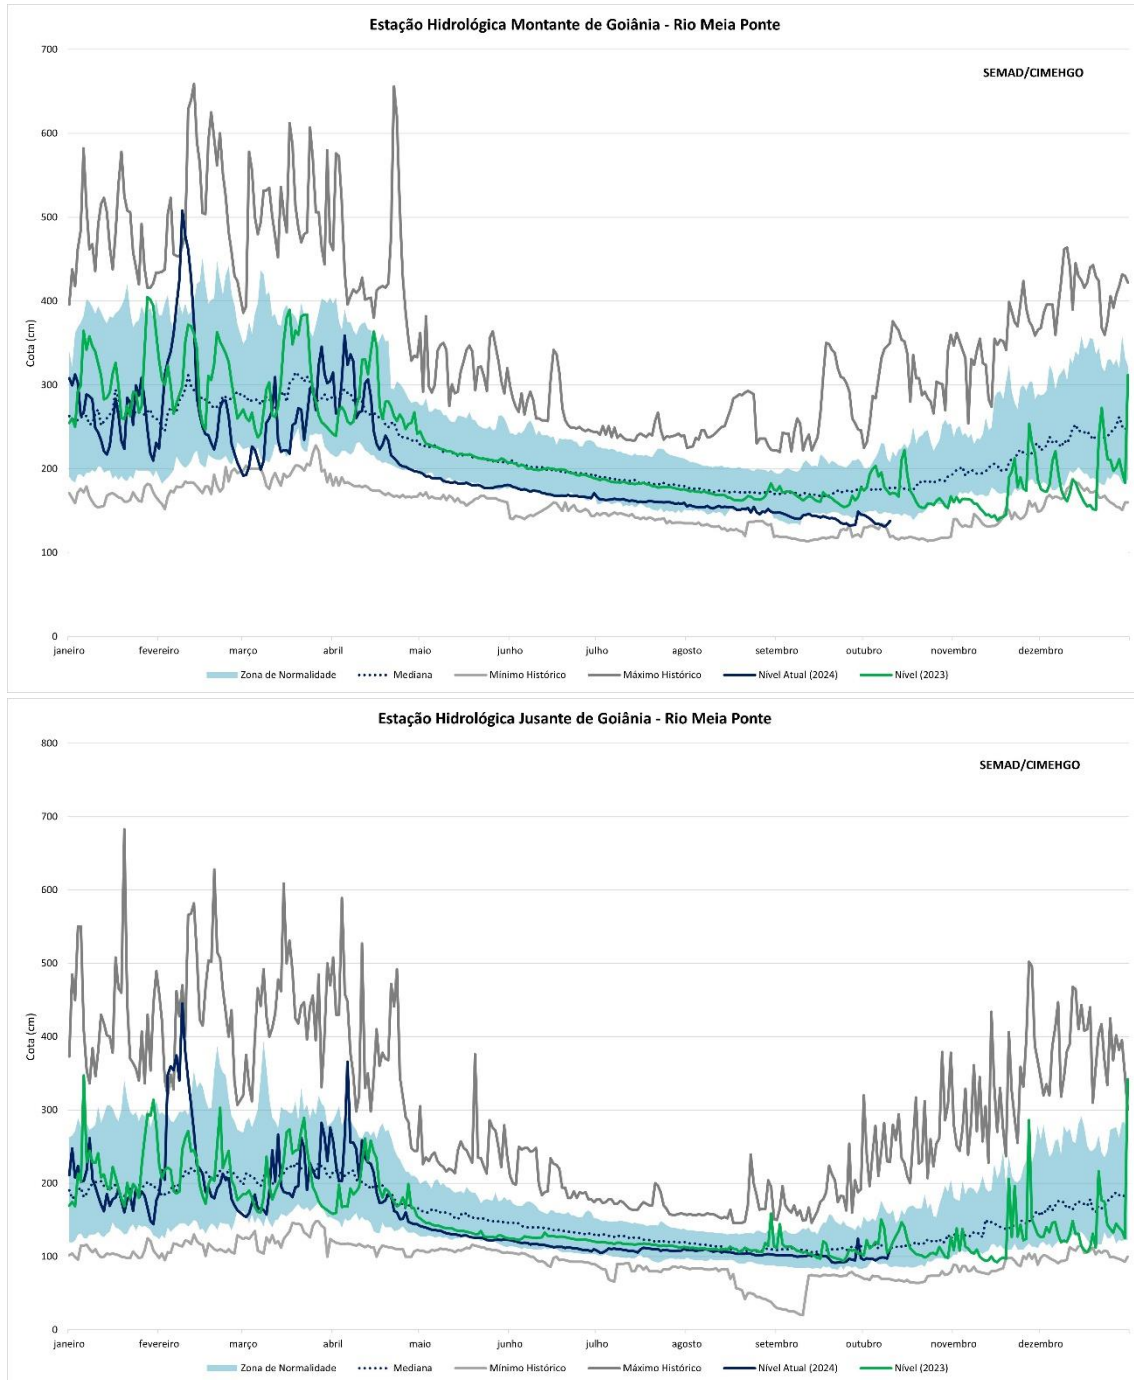 Estação Hidrológica Montante de Goiânia - Rio Meia Ponte
SEMAD/CIMEHGO
Cota (cm)
700
600
500
400
300
200
100
0
janeiro fevereiro março abril maio junho julho agosto setembro outubro novembro dezembro
Zona de Normalidade Mediana Mínimo Histórico Máximo Histórico Nível Atual (2024) Nível (2023)
Estação Hidrológica Jusante de Goiânia - Rio Meia Ponte
SEMAD/CIMEHGO
Cota (cm)
800
700
600
500
400
300
200
100
0
janeiro fevereiro março abril maio junho julho agosto setembro outubro novembro dezembro
Zona de Normalidade Mediana Mínimo Histórico Máximo Histórico Nível Atual (2024) Nível (2023)